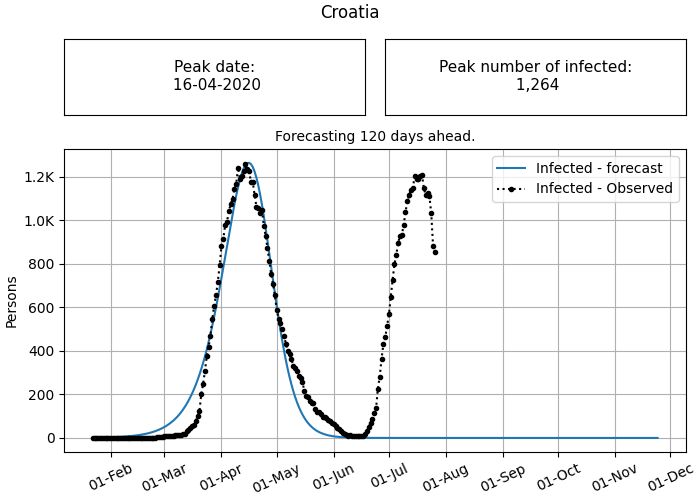 Croatia
Peak date:
16-04-2020
Peak number of infected:
1,264
Forecasting 120 days ahead.
Infected - forecast
Infected - Observed
Persons
1.2K
1.0K
800
600
400
200
0
01-Feb
01-Mar
01-Apr
01-May
01-Jun
01-Jul
01-Aug
01-Sep
01-Oct
01-Nov
01-Dec